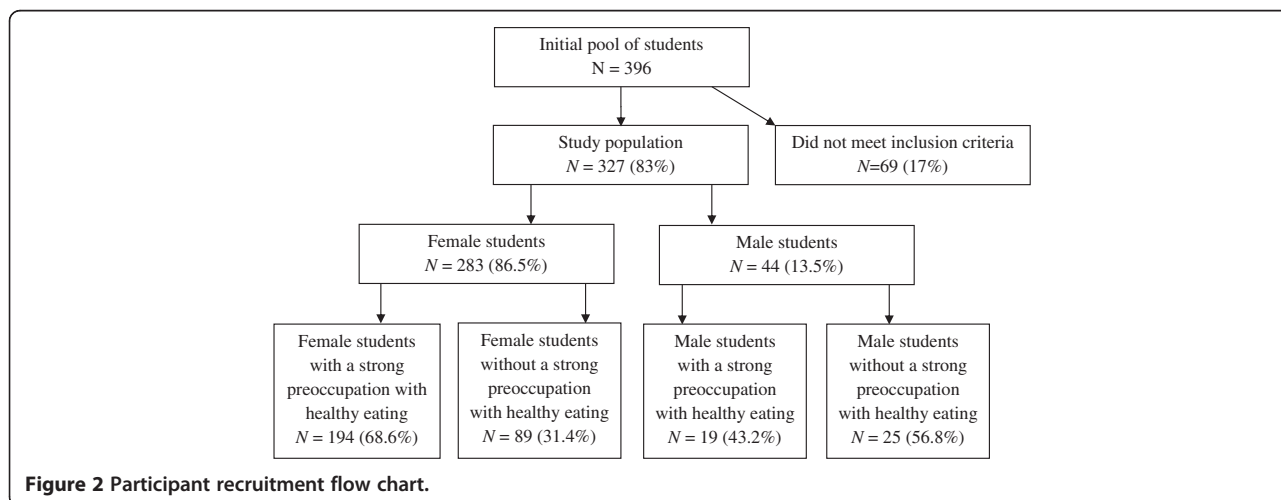 Initial pool of students
N = 396
Study population
N = 327 (83%)
Did not meet inclusion criteria
N=69 (17%)
Female students
N = 283 (86.5%)
Male students
N = 44 (13.5%)
Female students
with a strong
preoccupation with
healthy eating
N = 194 (68.6%)
Female students
without a strong
preoccupation
with healthy eating
N = 89 (31.4%)
Male students
with a strong
preoccupation
with healthy eating
N = 19 (43.2%)
Male students
without a strong
preoccupation
with healthy eating
N = 25 (56.8%)
Figure 2 Participant recruitment flow chart.